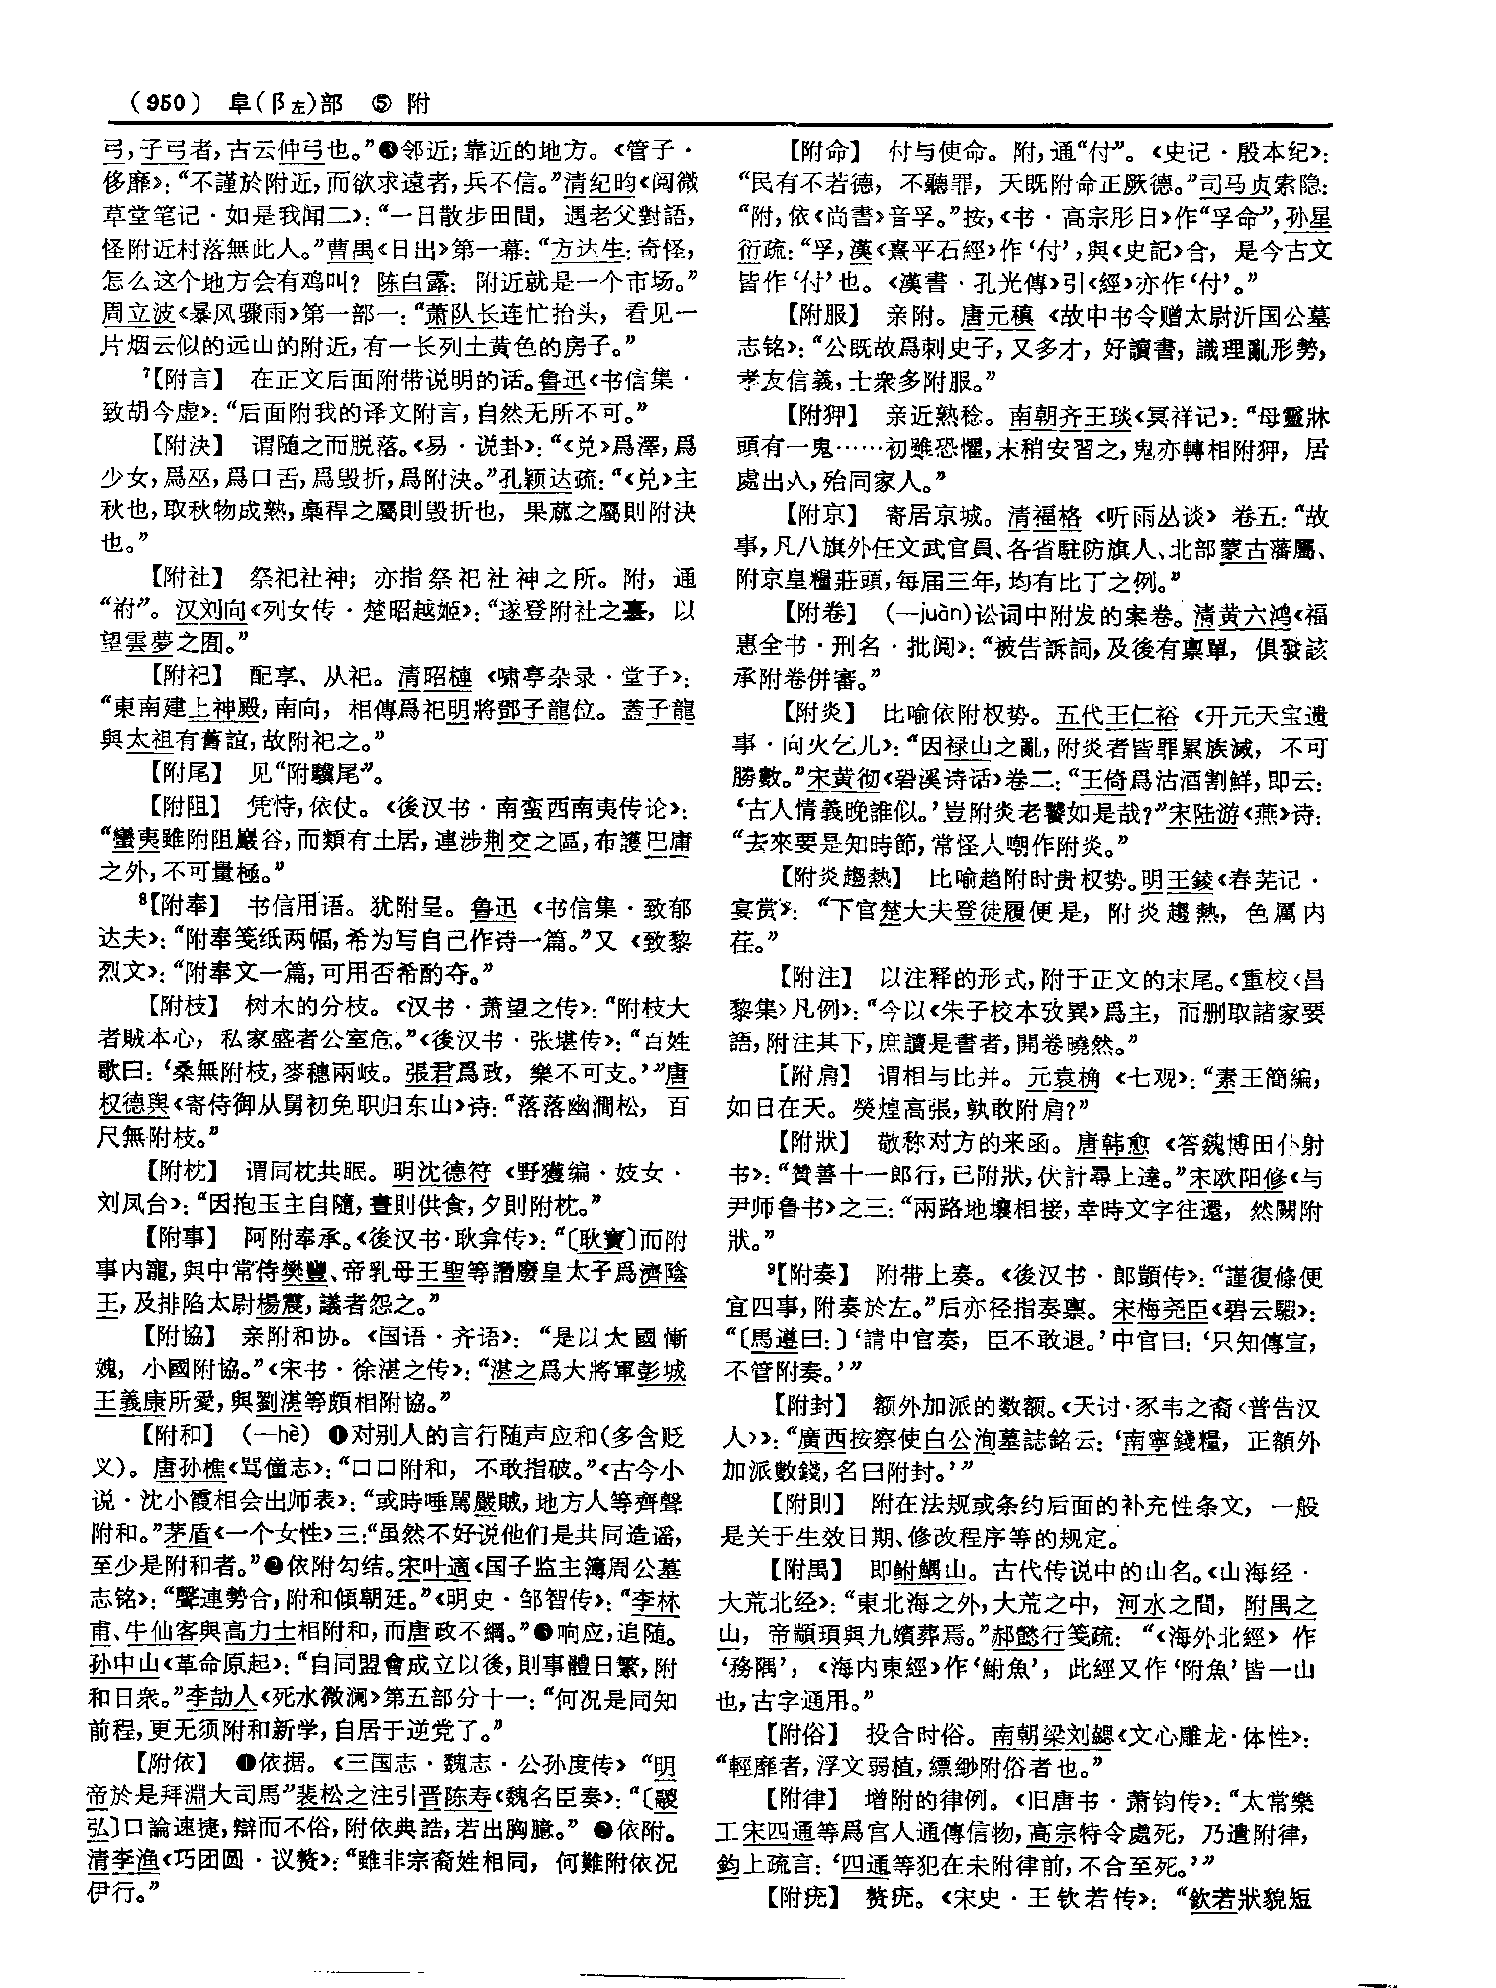 （950） 阜(阝左)部 ⑤ 附
弓，子弓者，古云仲弓也。”❸邻近；靠近的地方。《管子·
侈靡》：“不謹於附近，而欲求遠者，兵不信。”清纪昀《阅微
草堂笔记·如是我闻二》：“一日散步田間，遇老父對語，
怪附近村落無此人。”曹禺《日出》第一幕：“方达生：奇怪，
怎么这个地方会有鸡叫？陈白露：附近就是一个市场。”
周立波《暴风骤雨》第一部一：“萧队长连忙抬头，看见一
片烟云似的远山的附近，有一长列土黄色的房子。”
⁷【附言】 在正文后面附带说明的话。鲁迅《书信集·
致胡今虚》：“后面附我的译文附言，自然无所不可。”
【附決】 谓随之而脱落。《易·说卦》：“《兑》爲澤，爲
少女，爲巫，爲口舌，爲毁折，爲附決。”孔颖达疏：“《兑》主
秋也，取秋物成熟，槀稈之屬則毁折也，果蓏之屬則附決
也。”
【附社】 祭祀社神；亦指祭祀社神之所。附，通
“祔”。汉刘向《列女传·楚昭越姬》：“遂登附社之臺，以
望雲夢之囿。”
【附祀】 配享、从祀。清昭槤《啸亭杂录·堂子》：
“東南建上神殿，南向，相傳爲祀明將鄧子龍位。蓋子龍
與太祖有舊誼，故附祀之。”
【附尾】 见“附驥尾”。
【附阻】 凭恃，依仗。《後汉书·南蛮西南夷传论》：
“蠻夷雖附阻巖谷，而類有土居，連涉荆交之區，布護巴庸
之外，不可量極。”
⁸【附奉】 书信用语。犹附呈。鲁迅《书信集·致郁
达夫》：“附奉笺纸两幅，希为写自己作诗一篇。”又《致黎
烈文》：“附奉文一篇，可用否希酌夺。”
【附枝】 树木的分枝。《汉书·萧望之传》：“附枝大
者賊本心，私家盛者公室危。”《後汉书·张堪传》：“百姓
歌曰：‘桑無附枝，麥穗兩岐。張君爲政，樂不可支。’”唐
权德舆《寄侍御从舅初免职归东山》诗：“落落幽澗松，百
尺無附枝。”
【附枕】 谓同枕共眠。明沈德符《野獲编·妓女·
刘凤台》：“因抱玉主自隨，晝則供食，夕則附枕。”
【附事】 阿附奉承。《後汉书·耿弇传》：“〔耿寶〕而附
事内寵，與中常侍樊豐、帝乳母王聖等譖廢皇太子爲濟陰
王，及排陷太尉楊震，議者怨之。”
【附協】 亲附和协。《国语·齐语》：“是以大國慚
媿，小國附協。”《宋书·徐湛之传》：“湛之爲大將軍彭城
王義康所愛，與劉湛等頗相附協。”
【附和】 （—hè） ❶对别人的言行随声应和(多含贬
义)。唐孙樵《骂僮志》：“口口附和，不敢指破。”《古今小
说·沈小霞相会出师表》：“或時唾駡嚴賊，地方人等齊聲
附和。”茅盾《一个女性》三：“虽然不好说他们是共同造谣，
至少是附和者。”❷依附勾结。宋叶適《国子监主簿周公墓
志铭》：“聲連勢合，附和傾朝廷。”《明史·邹智传》：“李林
甫、牛仙客與高力士相附和，而唐政不綱。”❸响应，追随。
孙中山《革命原起》：“自同盟會成立以後，則事體日繁，附
和日衆。”李劼人《死水微澜》第五部分十一：“何况是同知
前程，更无须附和新学，自居于逆党了。”
【附依】 ❶依据。《三国志·魏志·公孙度传》“明
帝於是拜淵大司馬”裴松之注引晋陈寿《魏名臣奏》：“〔毅
弘〕口論速捷，辯而不俗，附依典誥，若出胸臆。” ❷依附。
清李渔《巧团圆·议赘》：“雖非宗裔姓相同，何難附依况
伊行。”
【附命】 付与使命。附，通“付”。《史记·殷本纪》：
“民有不若德，不聽罪，天既附命正厥德。”司马贞索隐：
“附，依《尚書》音孚。”按，《书·高宗肜日》作“孚命”，孙星
衍疏：“孚，漢《熹平石經》作‘付’，與《史記》合，是今古文
皆作‘付’也。《漢書·孔光傳》引《經》亦作‘付’。”
【附服】 亲附。唐元稹《故中书令赠太尉沂国公墓
志铭》：“公既故爲刺史子，又多才，好讀書，識理亂形勢，
孝友信義，士衆多附服。”
【附狎】 亲近熟稔。南朝齐王琰《冥祥记》：“母靈牀
頭有一鬼……初雖恐懼，末稍安習之，鬼亦轉相附狎，居
處出入，殆同家人。”
【附京】 寄居京城。清福格《听雨丛谈》卷五：“故
事，凡八旗外任文武官員、各省駐防旗人、北部蒙古藩屬、
附京皇糧莊頭，每届三年，均有比丁之例。”
【附卷】 (—juàn)讼词中附发的案卷。清黄六鸿《福
惠全书·刑名·批阅》：“被告訴詞，及後有禀單，俱發該
承附卷併審。”
【附炎】 比喻依附权势。五代王仁裕《开元天宝遗
事·向火乞儿》：“因禄山之亂，附炎者皆罪累族滅，不可
勝數。”宋黄彻《䂬溪诗话》卷二：“王倚爲沽酒割鮮，即云：
‘古人情義晚誰似。’豈附炎老饕如是哉？”宋陆游《燕》诗：
“去來要是知時節，常怪人嘲作附炎。”
【附炎趨熱】 比喻趋附时贵权势。明王錂《春芜记·
宴赏》：“下官楚大夫登徒履便是，附炎趨熱，色厲内
荏。”
【附注】 以注释的形式，附于正文的末尾。《重校〈昌
黎集〉凡例》：“今以《朱子校本攷異》爲主，而删取諸家要
語，附注其下，庶讀是書者，開卷曉然。”
【附肩】 谓相与比并。元袁桷《七观》：“素王簡編，
如日在天。熒煌高張，孰敢附肩？”
【附狀】 敬称对方的来函。唐韩愈《答魏博田仆射
书》：“贊善十一郎行，已附狀，伏計尋上達。”宋欧阳修《与
尹师鲁书》之三：“兩路地壤相接，幸時文字往還，然闕附
狀。”
⁹【附奏】 附带上奏。《後汉书·郎顗传》：“謹復條便
宜四事，附奏於左。”后亦径指奏禀。宋梅尧臣《碧云騢》：
“〔馬遵曰：〕‘請中官奏，臣不敢退。’中官曰：‘只知傳宣，
不管附奏。’”
【附封】 额外加派的数额。《天讨·豕韦之裔〈普告汉
人〉》：“廣西按察使白公洵墓誌銘云：‘南寧錢糧，正額外
加派數錢，名曰附封。’”
【附則】 附在法规或条约后面的补充性条文，一般
是关于生效日期、修改程序等的规定。
【附禺】 即鮒鰅山。古代传说中的山名。《山海经·
大荒北经》：“東北海之外，大荒之中，河水之間，附禺之
山，帝顓頊與九嬪葬焉。”郝懿行笺疏：“《海外北經》作
‘務隅’，《海内東經》作‘鮒魚’，此經又作‘附魚’皆一山
也，古字通用。”
【附俗】 投合时俗。南朝梁刘勰《文心雕龙·体性》：
“輕靡者，浮文弱植，縹緲附俗者也。”
【附律】 增附的律例。《旧唐书·萧钧传》：“太常樂
工宋四通等爲宫人通傳信物，高宗特令處死，乃遣附律，
鈞上疏言：‘四通等犯在未附律前，不合至死。’”
【附疣】 赘疣。《宋史·王钦若传》：“欽若狀貌短